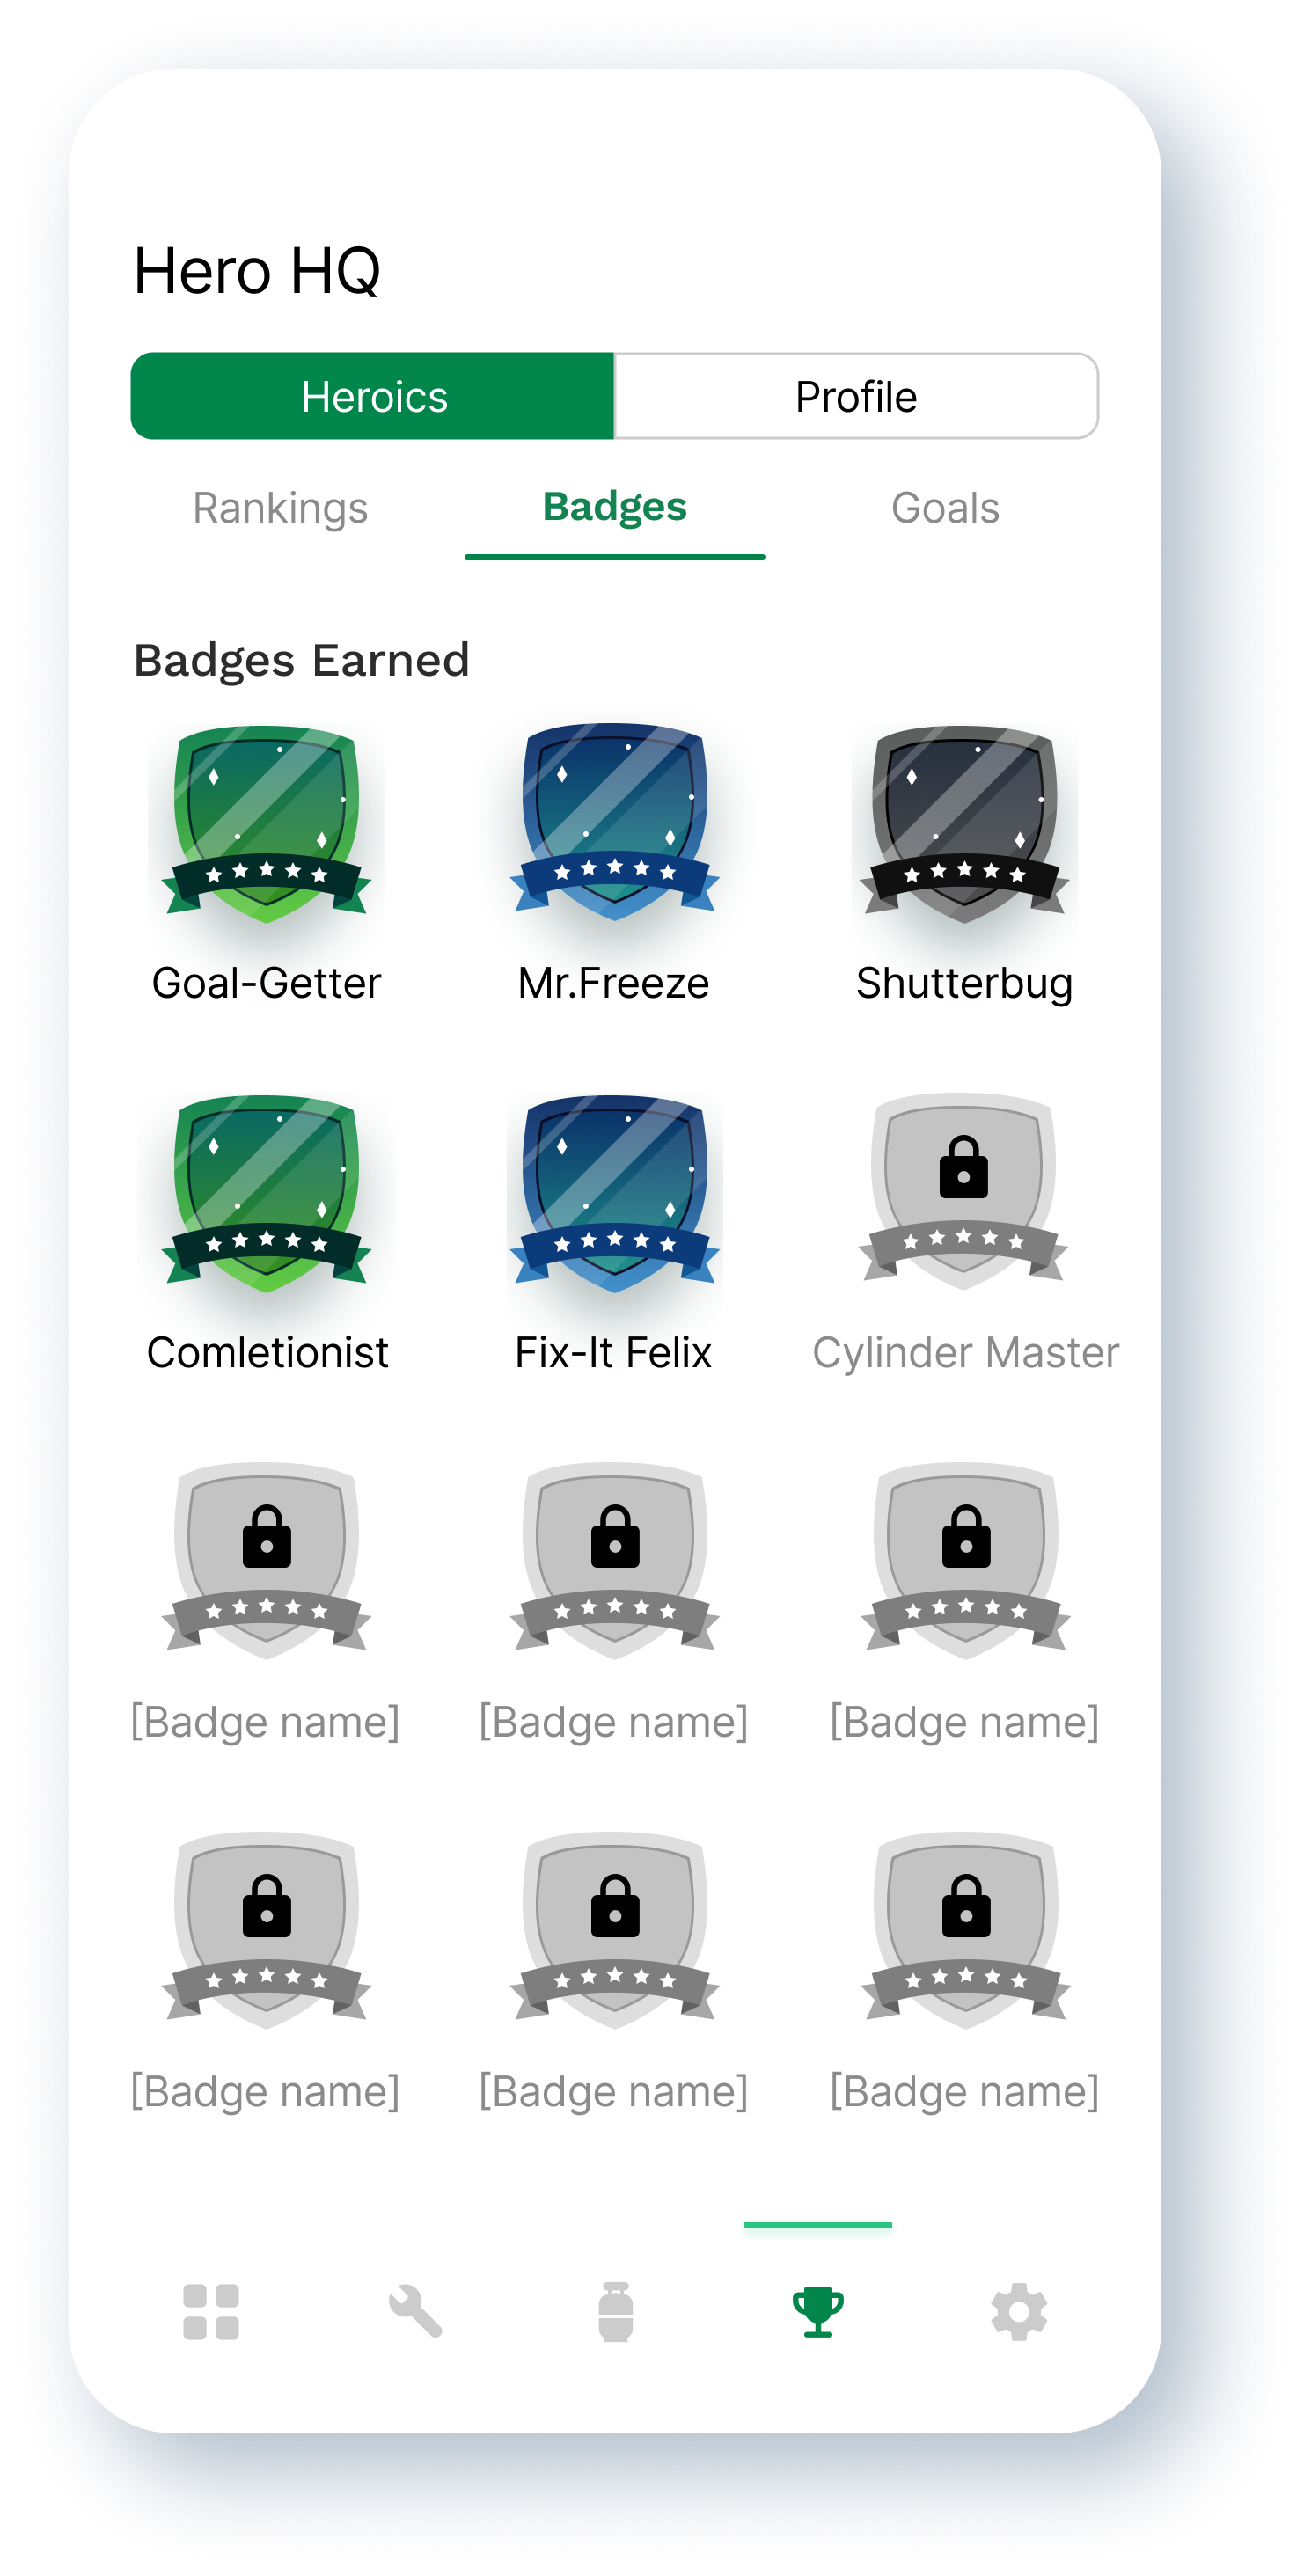 Hero HQ
Heroics Profile
Rankings Badges Goals
Badges Earned
Goal-Getter Mr.Freeze Shutterbug
Comletionist Fix-It Felix Cylinder Master
[Badge name] [Badge name] [Badge name]
[Badge name] [Badge name] [Badge name]